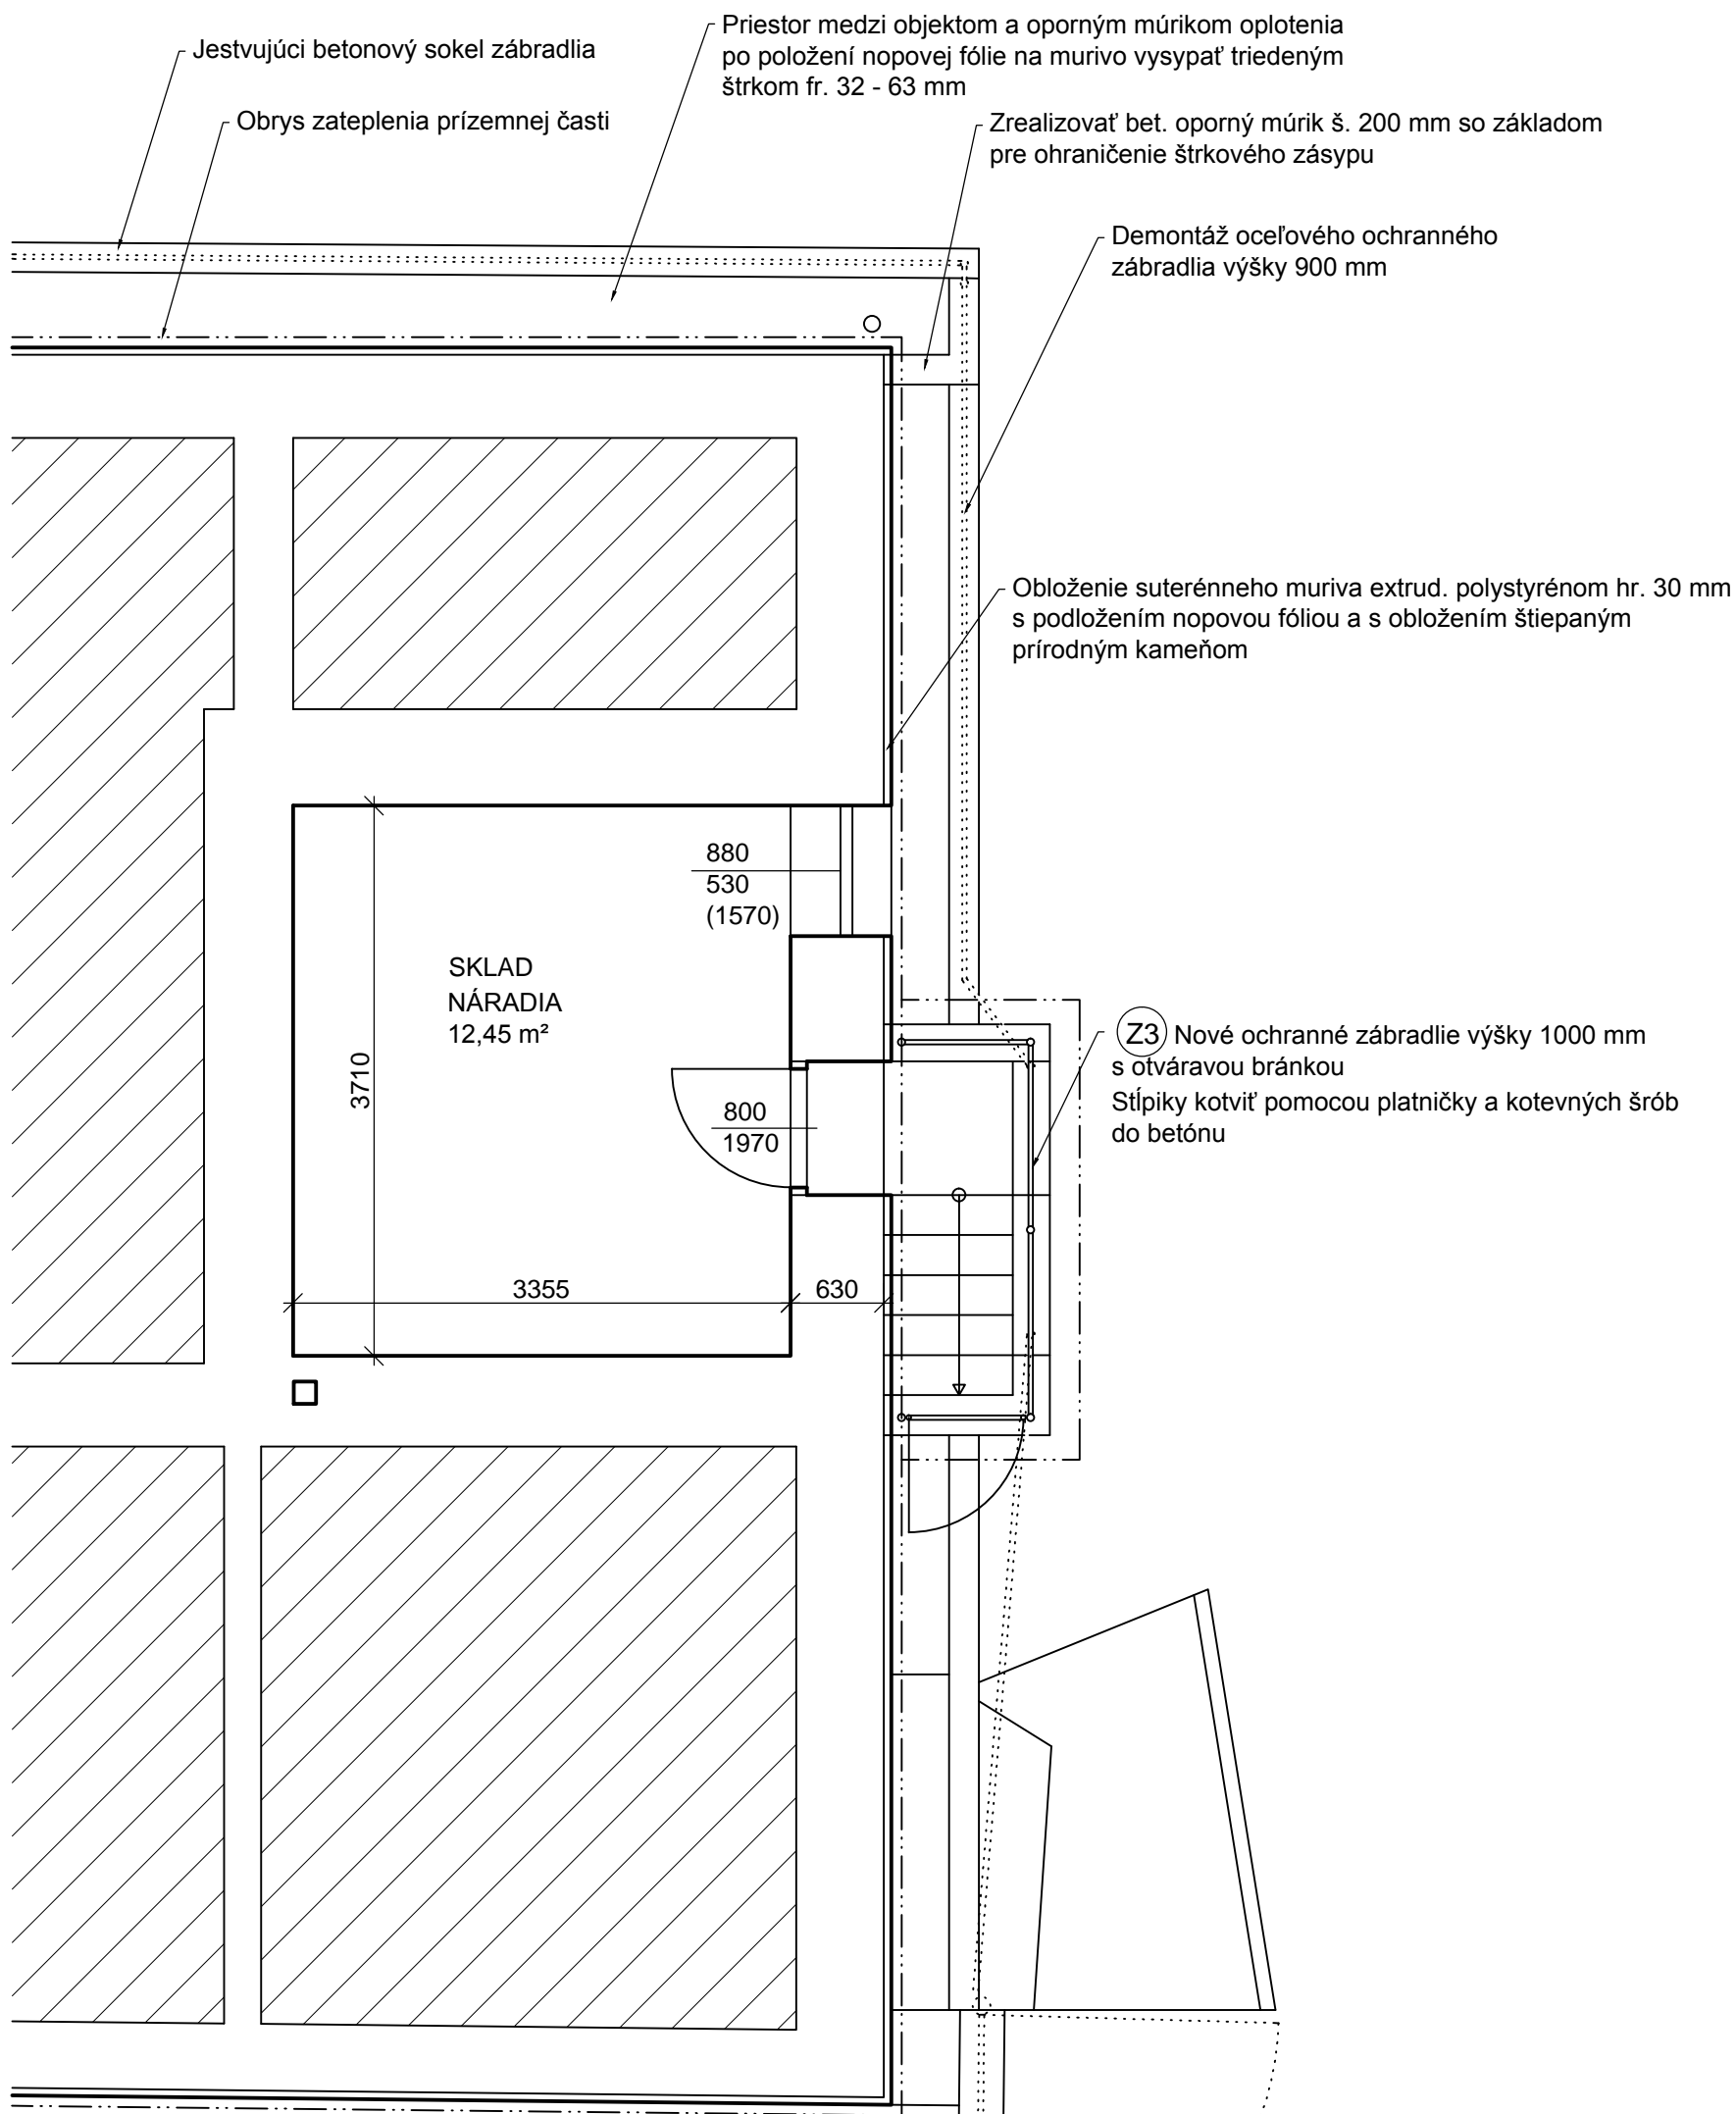 Jestvujúci betonový sokel zábradlia
Priestor medzi objektom a oporným múrikom oplotenia
po položení nopovej fólie na murivo vysypať triedeným
štrkom fr. 32 - 63 mm
Obrys zateplenia prízemnej časti
Zrealizovať bet. oporný múrik š. 200 mm so základom
pre ohraničenie štrkového zásypu
Demontáž oceľového ochranného
zábradlia výšky 900 mm
Obloženie suterénneho muriva extrud. polystyrénom hr. 30 mm
s podložením nopovou fóliou a s obložením štiepaným
prírodným kameňom
880
530
(1570)
SKLAD
NÁRADIA
12,45 m²
Z3 Nové ochranné zábradlie výšky 1000 mm
s otváravou bránkou
Stĺpiky kotviť pomocou platničky a kotevných šrób
do betónu
3710
800
1970
3355
630